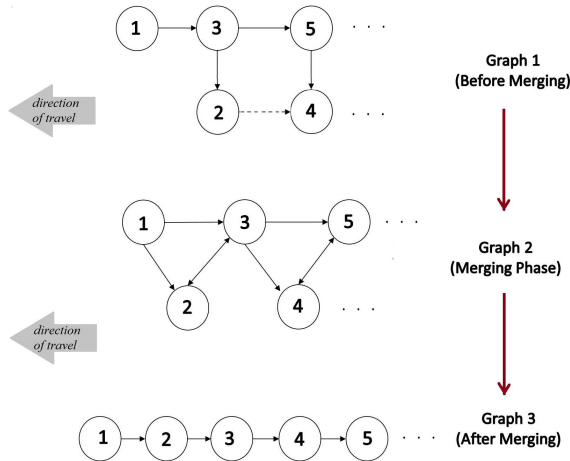 1 3 5 . . .
Graph 1
(Before Merging)
direction
of travel
2 4 . . .
1 3 5 . . .
Graph 2
(Merging Phase)
2 4 . . .
direction
of travel
Graph 3
(After Merging)
1 2 3 4 5 . . .